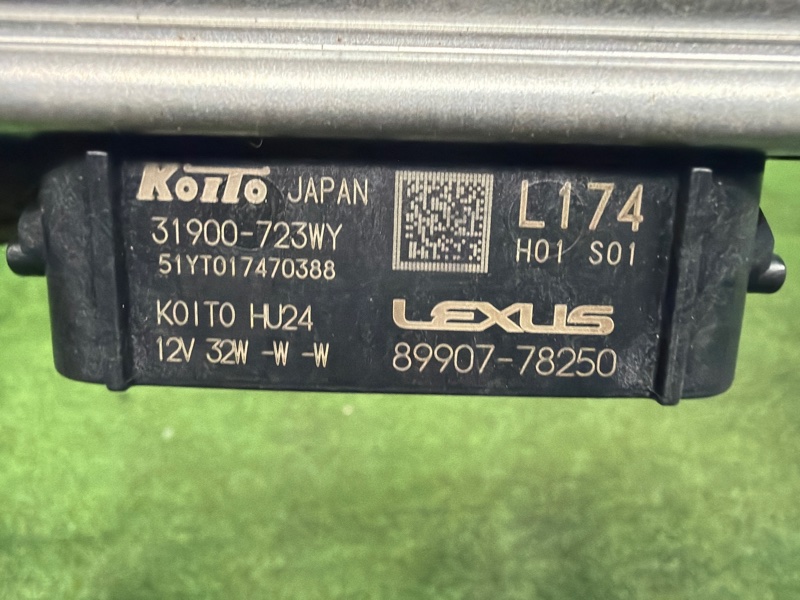 KOITO JAPAN
31900-723WY
51YT017470388
KOITO HU24
12V 32W -W -W
L174
H01 S01
LEXUS
89907-78250